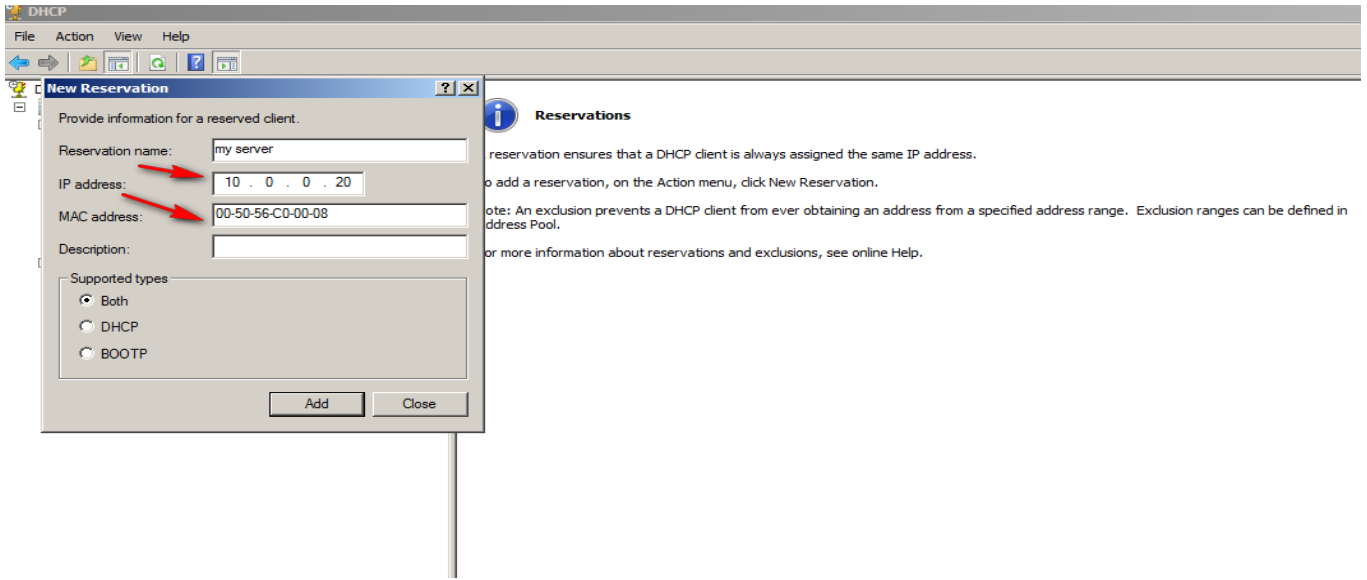 DHCP
File Action View Help
New Reservation
Provide information for a reserved client.
Reservation name: my server
IP address: 10 . 0 . 0 . 20
MAC address: 00-50-56-C0-00-08
Description:
Supported types
Both
DHCP
BOOTP
Add Close
Reservations
reservation ensures that a DHCP client is always assigned the same IP address.
o add a reservation, on the Action menu, click New Reservation.
ote: An exclusion prevents a DHCP client from ever obtaining an address from a specified address range. Exclusion ranges can be defined in
ddress Pool.
or more information about reservations and exclusions, see online Help.